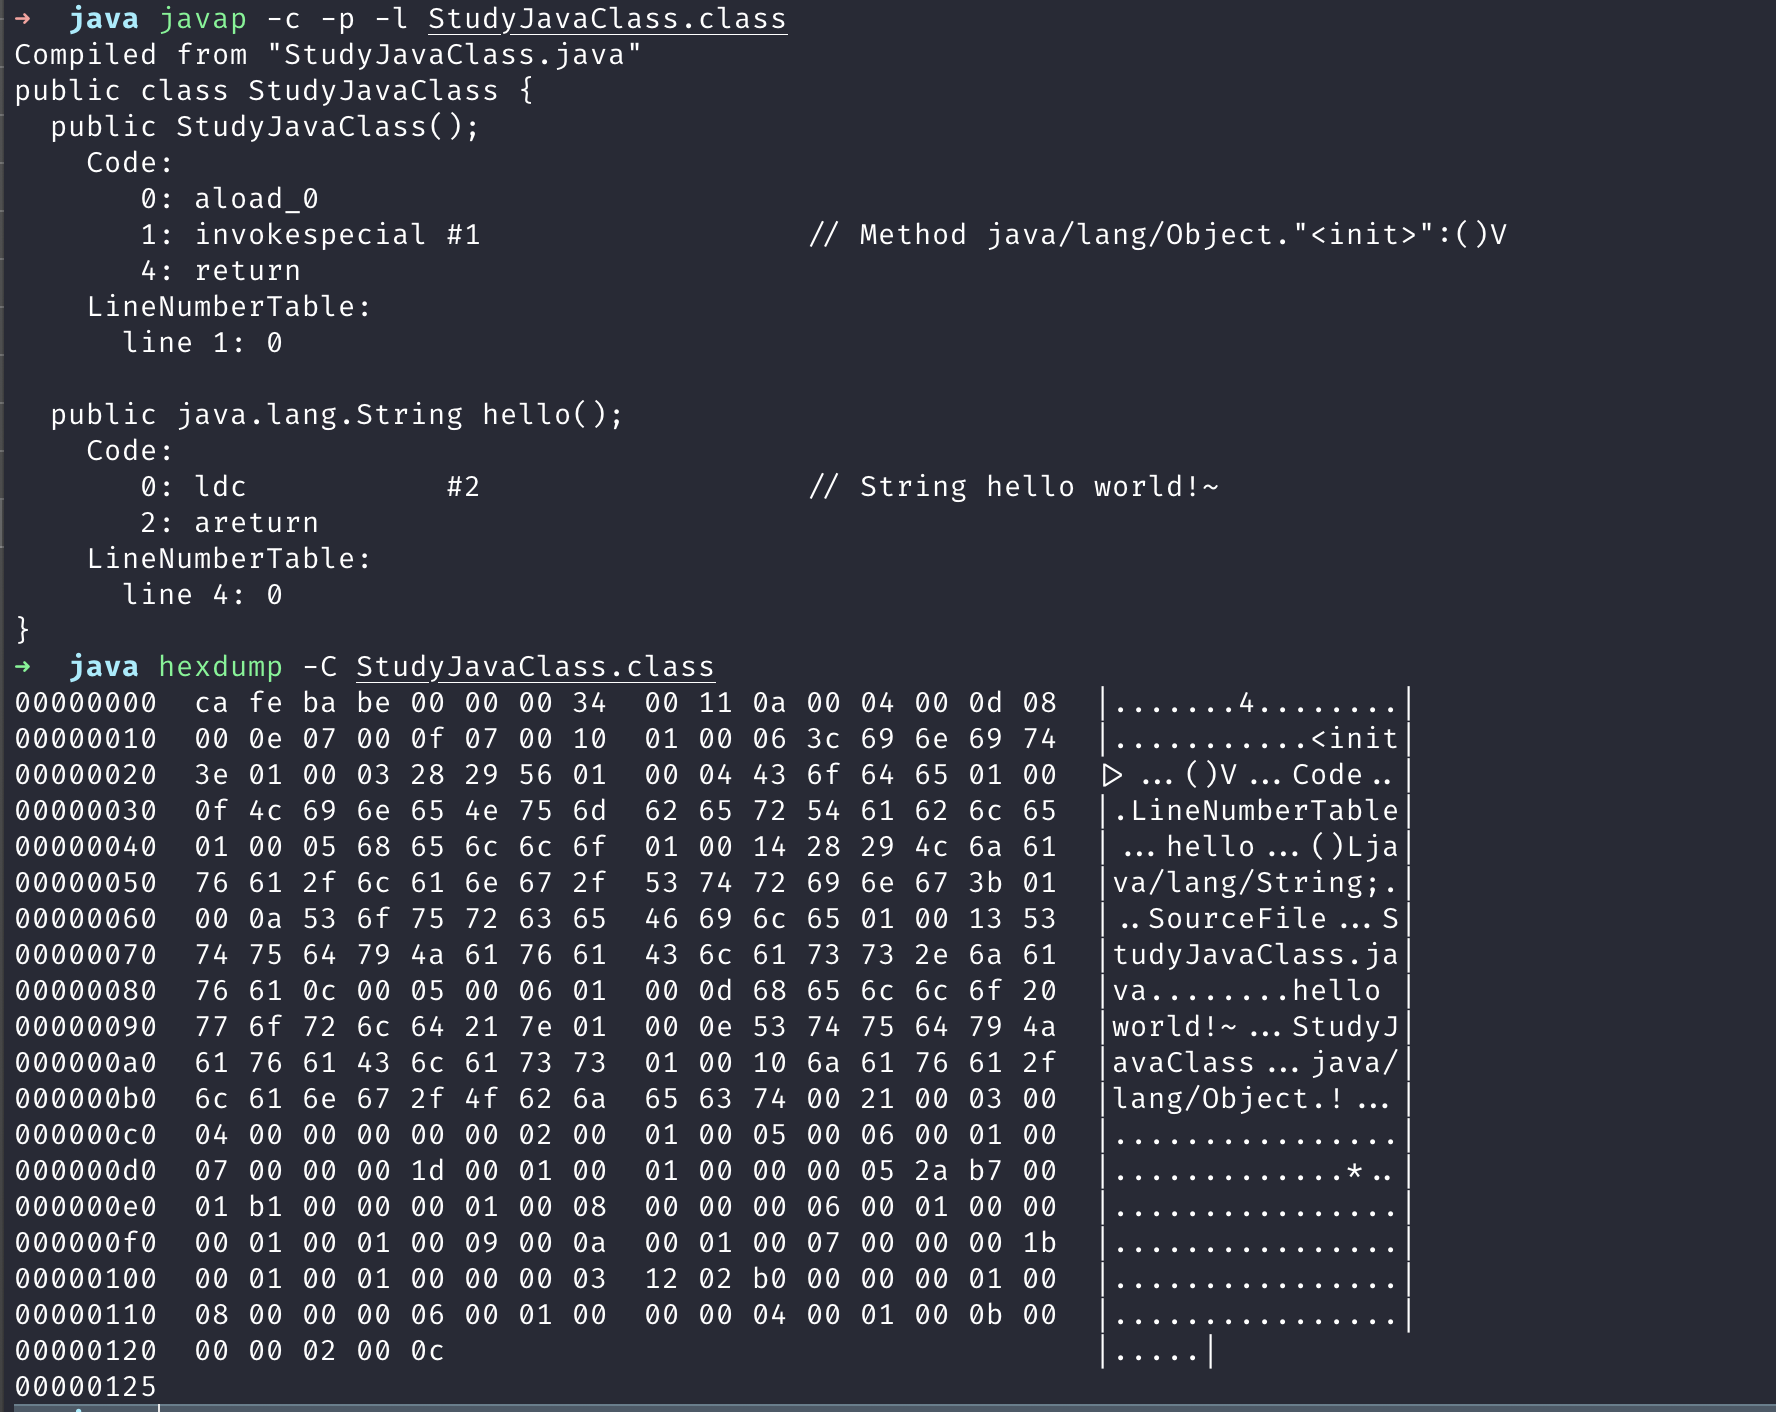 ➜  java javap -c -p -l StudyJavaClass.class
Compiled from "StudyJavaClass.java"
public class StudyJavaClass {
  public StudyJavaClass();
    Code:
       0: aload_0
       1: invokespecial #1                  // Method java/lang/Object."<init>":()V
       4: return
    LineNumberTable:
      line 1: 0

  public java.lang.String hello();
    Code:
       0: ldc           #2                  // String hello world!~
       2: areturn
    LineNumberTable:
      line 4: 0
}
➜  java hexdump -C StudyJavaClass.class
00000000  ca fe ba be 00 00 00 34  00 11 0a 00 04 00 0d 08  |.......4........|
00000010  00 0e 07 00 0f 07 00 10  01 00 06 3c 69 6e 69 74  |...........<init|
00000020  3e 01 00 03 28 29 56 01  00 04 43 6f 64 65 01 00  |>...()V...Code..|
00000030  0f 4c 69 6e 65 4e 75 6d  62 65 72 54 61 62 6c 65  |.LineNumberTable|
00000040  01 00 05 68 65 6c 6c 6f  01 00 14 28 29 4c 6a 61  |...hello...()Lja|
00000050  76 61 2f 6c 61 6e 67 2f  53 74 72 69 6e 67 3b 01  |va/lang/String;.|
00000060  00 0a 53 6f 75 72 63 65  46 69 6c 65 01 00 13 53  |..SourceFile...S|
00000070  74 75 64 79 4a 61 76 61  43 6c 61 73 73 2e 6a 61  |tudyJavaClass.ja|
00000080  76 61 0c 00 05 00 06 01  00 0d 68 65 6c 6c 6f 20  |va........hello |
00000090  77 6f 72 6c 64 21 7e 01  00 0e 53 74 75 64 79 4a  |world!~...StudyJ|
000000a0  61 76 61 43 6c 61 73 73  01 00 10 6a 61 76 61 2f  |avaClass...java/|
000000b0  6c 61 6e 67 2f 4f 62 6a  65 63 74 00 21 00 03 00  |lang/Object.!...|
000000c0  04 00 00 00 00 00 02 00  01 00 05 00 06 00 01 00  |................|
000000d0  07 00 00 00 1d 00 01 00  01 00 00 00 05 2a b7 00  |.............*..|
000000e0  01 b1 00 00 00 01 00 08  00 00 00 06 00 01 00 00  |................|
000000f0  00 01 00 01 00 09 00 0a  00 01 00 07 00 00 00 1b  |................|
00000100  00 01 00 01 00 00 00 03  12 02 b0 00 00 00 01 00  |................|
00000110  08 00 00 00 06 00 01 00  00 00 04 00 01 00 0b 00  |................|
00000120  00 00 02 00 0c                                    |.....|
00000125